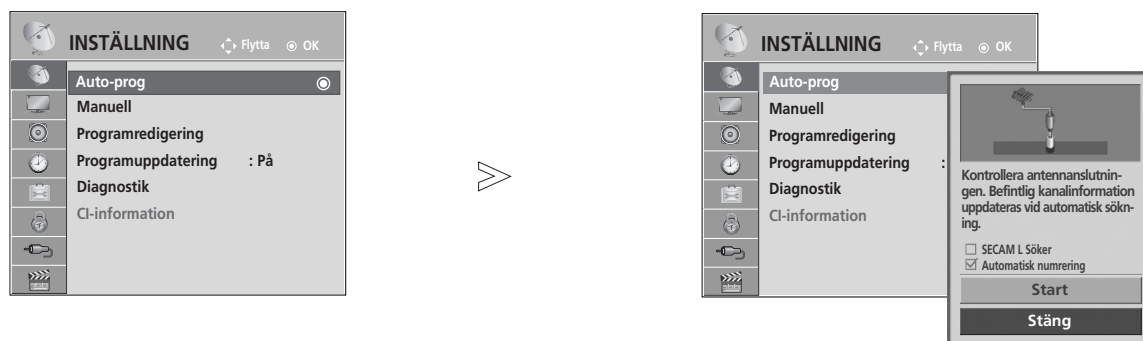 INSTÄLLNING Flytta OK
Auto-prog
Manuell
Programredigering
Programuppdatering : På
Diagnostik
CI-information
INSTÄLLNING Flytta OK
Auto-prog
Manuell
Programredigering
Programuppdatering :
Diagnostik
CI-information
Kontrollera antennanslutnin-
gen. Befintlig kanalinformation
uppdateras vid automatisk sökn-
ing.
SECAM L Söker
Automatisk numrering
Start
Stäng